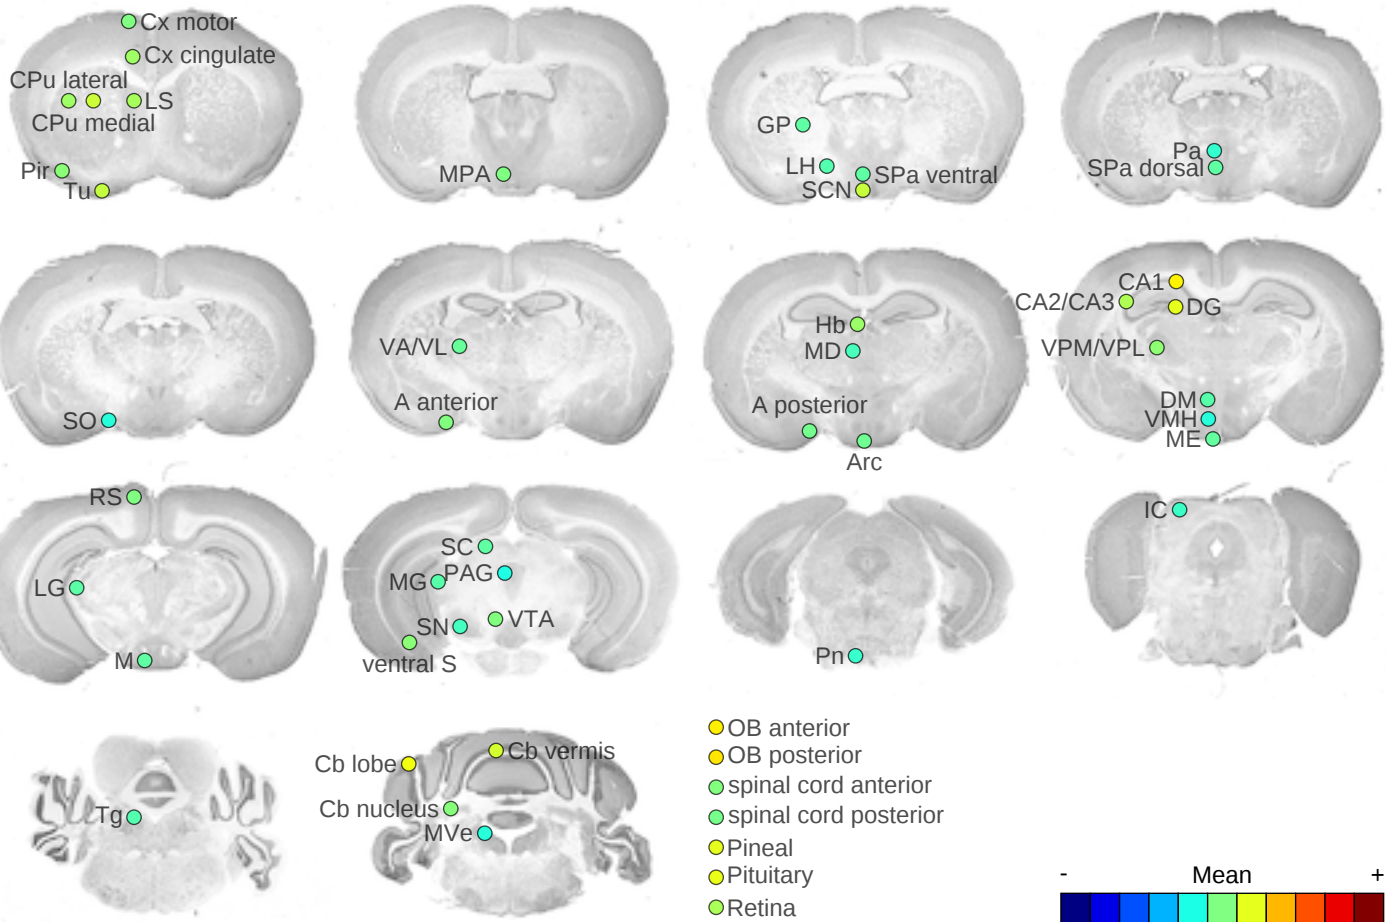 Cx motor
Cx cingulate
CPu lateral
LS
CPu medial
Pir
Tu
MPA
GP
LH
SPa ventral
SCN
Pa
SPa dorsal
SO
VA/VL
A anterior
Hb
MD
A posterior
Arc
CA1
CA2/CA3
DG
VPM/VPL
DM
VMH
ME
RS
LG
M
SC
PAG
MG
SN
VTA
ventral S
Pn
IC
Tg
Cb lobe
Cb vermis
Cb nucleus
MVe
OB anterior
OB posterior
spinal cord anterior
spinal cord posterior
Pineal
Pituitary
Retina
- Mean +